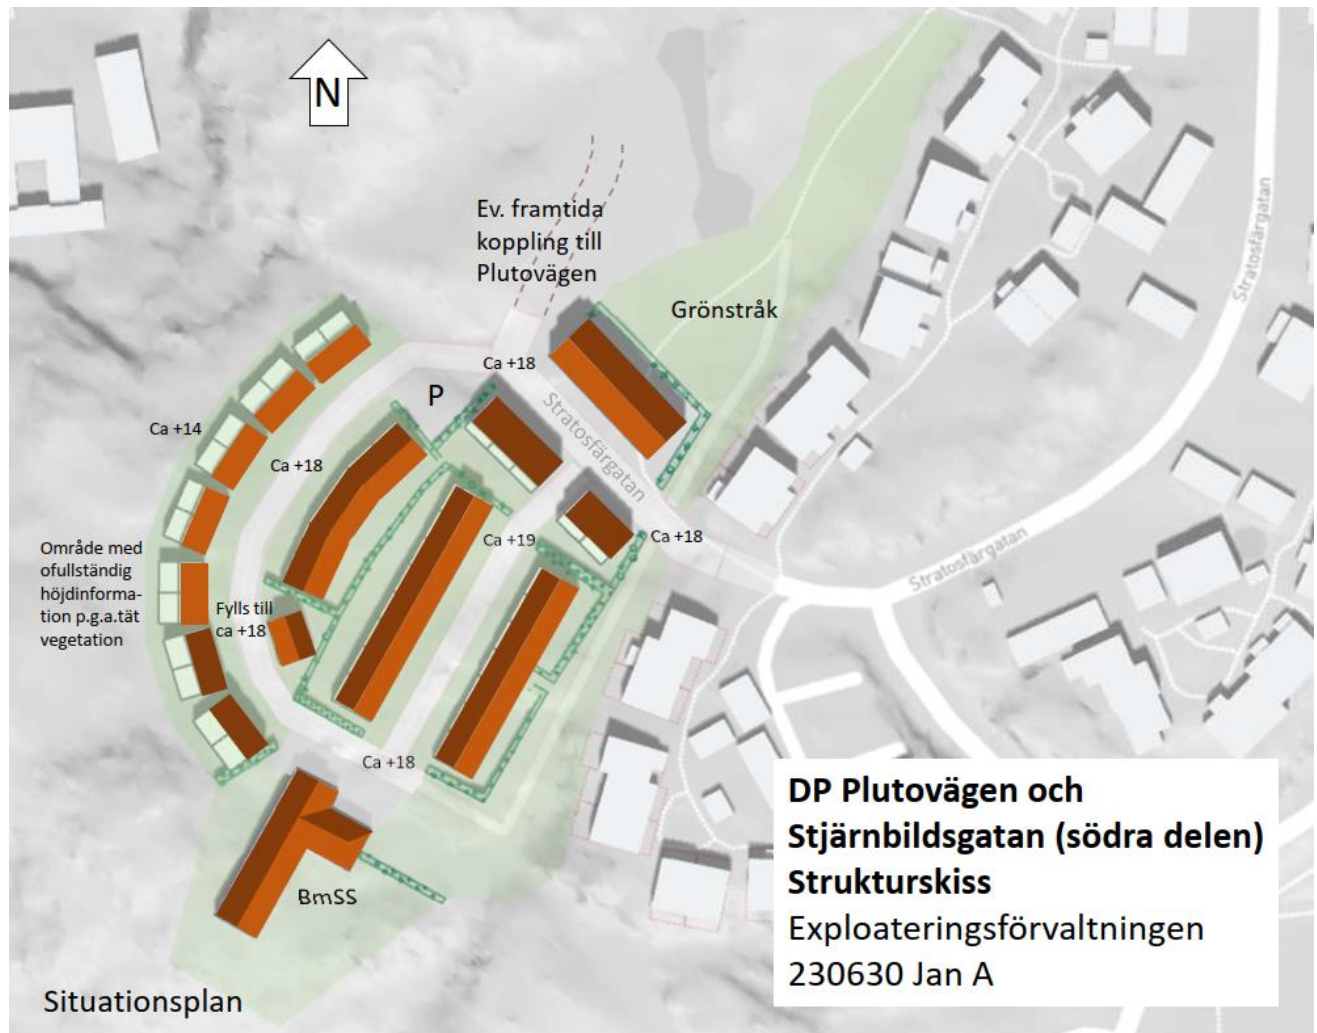 N
Ev. framtida
koppling till
Plutovägen
Grönstråk
Stratosfärgatan
Ca +18
P
Stratosfärgatan
Ca +14
Ca +18
Ca +19
Ca +18
Stratosfärgatan
Område med
ofullständig
höjdinforma-
tion p.g.a.tät
vegetation
Fylls till
ca +18
Ca +18
BmSS
DP Plutovägen och
Stjärnbildsgatan (södra delen)
Strukturskiss
Exploateringsförvaltningen
230630 Jan A
Situationsplan